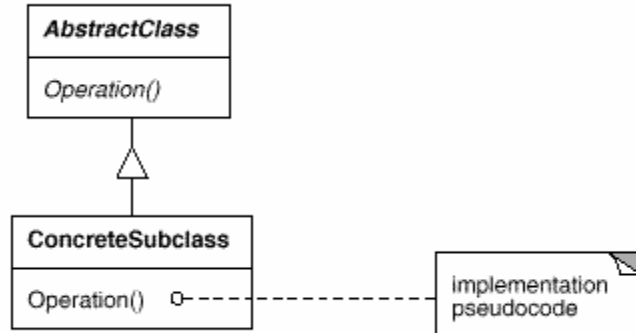 AbstractClass
Operation()
ConcreteSubclass
Operation()
implementation
pseudocode